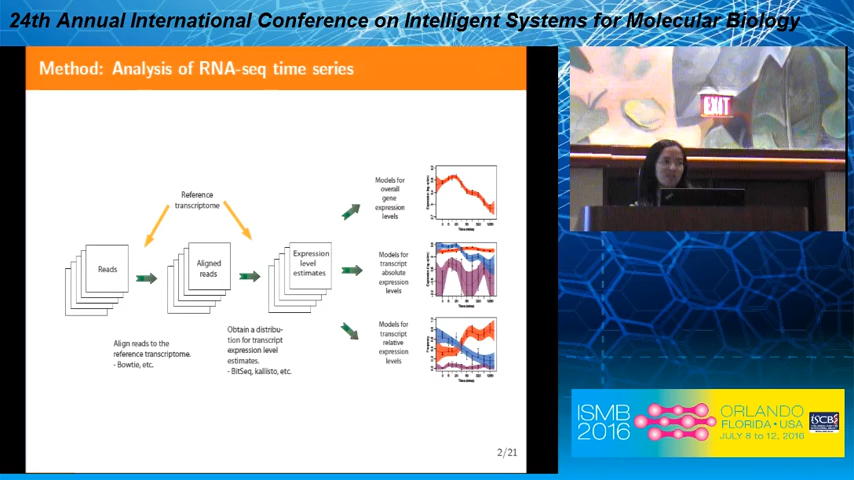 24th Annual International Conference on Intelligent Systems for Molecular Biology
Method: Analysis of RNA-seq time series
Reference
transcriptome
Reads
Aligned
reads
Expression
level
estimates
Align reads to the
reference transcriptome.
- Bowtie, etc.
Obtain a distribu-
tion for transcript
expression level
estimates.
- BitSeq, kallisto, etc.
Models for
overall
gene
expression
levels
Models for
transcript
absolute
expression
levels
Models for
transcript
relative
expression
levels
2/21
EXIT
ISMB
2016
ORLANDO
FLORIDA • USA
JULY 8 to 12, 2016
ISCB